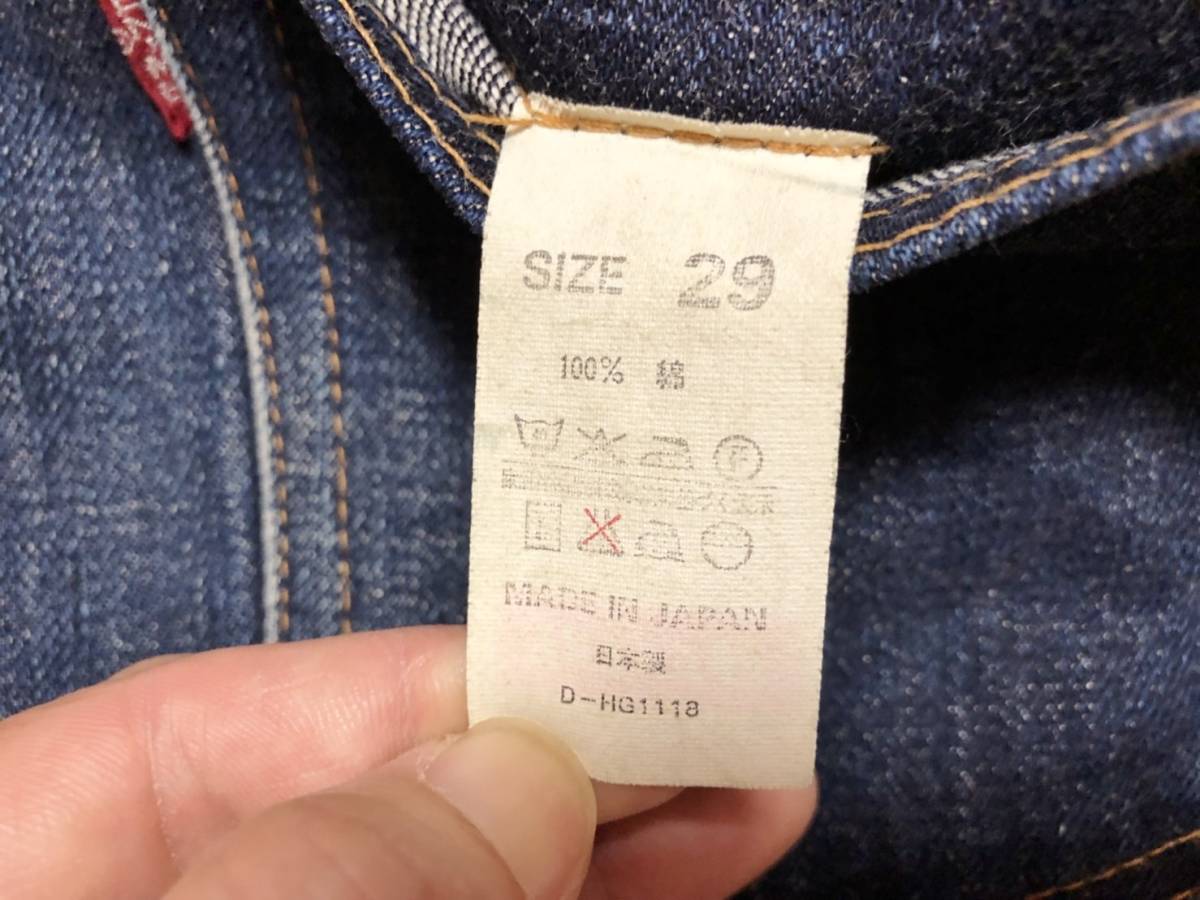 SIZE 29
100% 綿
MADE IN JAPAN
日本製
D-HG1118